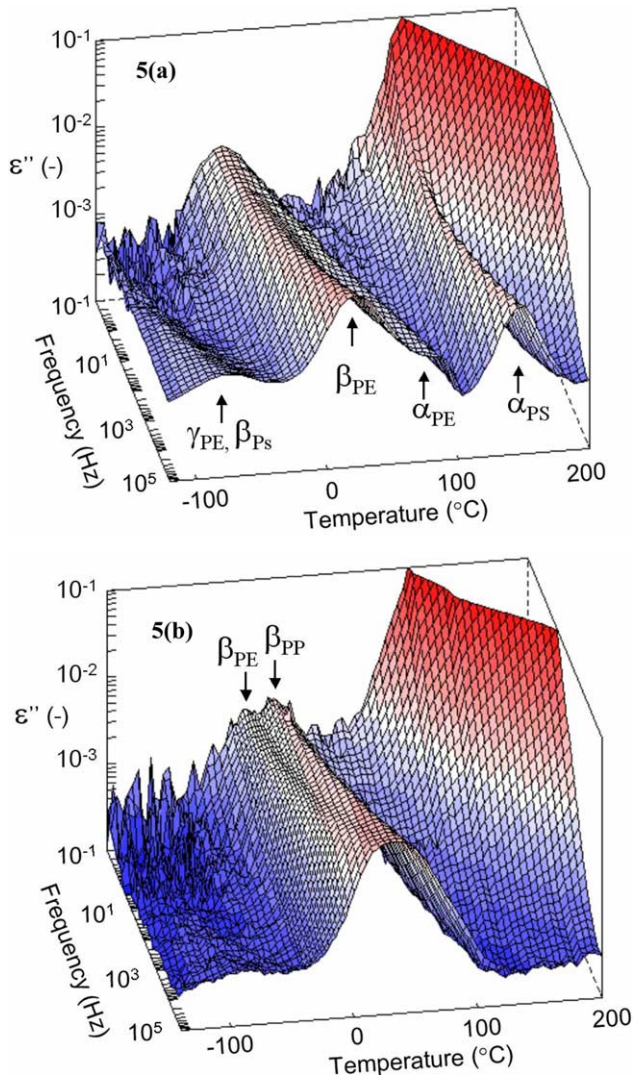 5(a)
10⁻¹
10⁻²
ε'' (-)
10⁻³
10⁻¹
10¹
10³
10⁵
Frequency (Hz)
γPE, βPs
βPE
αPE
αPS
-100
0
100
200
Temperature (°C)
5(b)
βPE
βPP
10⁻¹
10⁻²
ε'' (-)
10⁻³
10⁻¹
10¹
10³
10⁵
Frequency (Hz)
-100
0
100
200
Temperature (°C)